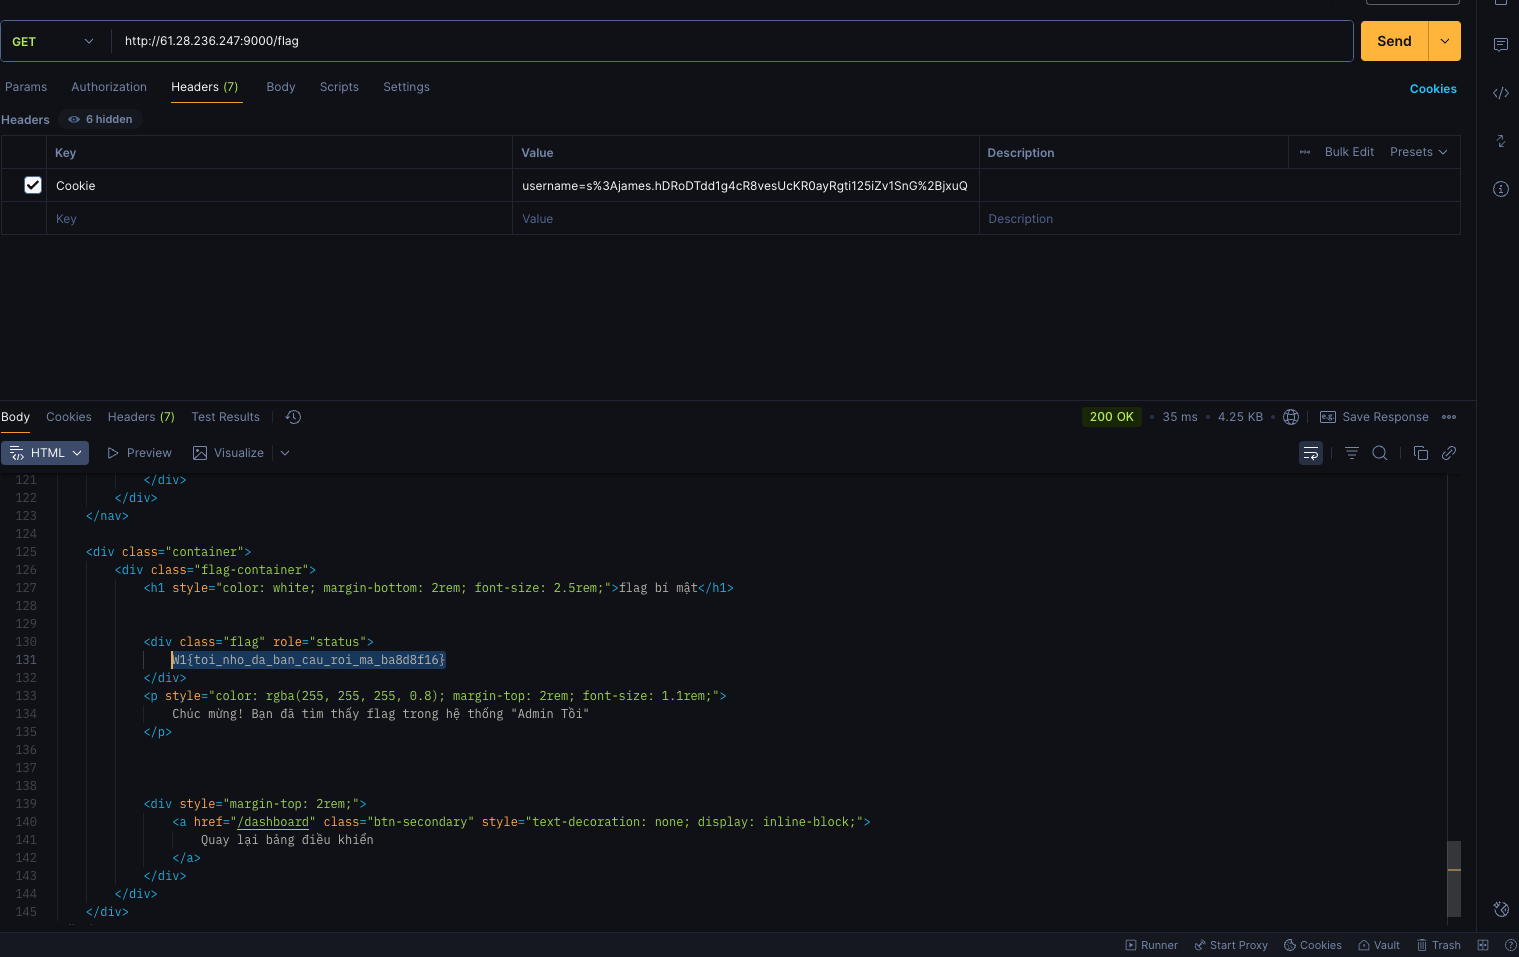 GET http://61.28.236.247:9000/flag Send
Params Authorization Headers (7) Body Scripts Settings Cookies
Headers 6 hidden
Key Value Description Bulk Edit Presets
Cookie username=s%3Ajames.hDRoDTdd1g4cR8vesUcKR0ayRgti125iZv1SnG%2BjxuQ
Key Value Description
Body Cookies Headers (7) Test Results 200 OK • 35 ms • 4.25 KB • e.g. Save Response
HTML Preview Visualize
121 </div>
122 </div>
123 </nav>
124
125 <div class="container">
126 <div class="flag-container">
127 <h1 style="color: white; margin-bottom: 2rem; font-size: 2.5rem;">flag bí mật</h1>
128
129
130 <div class="flag" role="status">
131 W1{toi_nho_da_ban_cau_roi_ma_ba8d8f16}
132 </div>
133 <p style="color: rgba(255, 255, 255, 0.8); margin-top: 2rem; font-size: 1.1rem;">
134 Chúc mừng! Bạn đã tìm thấy flag trong hệ thống "Admin Tồi"
135 </p>
136
137
138
139 <div style="margin-top: 2rem;">
140 <a href="/dashboard" class="btn-secondary" style="text-decoration: none; display: inline-block;">
141 Quay lại bảng điều khiển
142 </a>
143 </div>
144 </div>
145 </div>
Runner Start Proxy Cookies Vault Trash